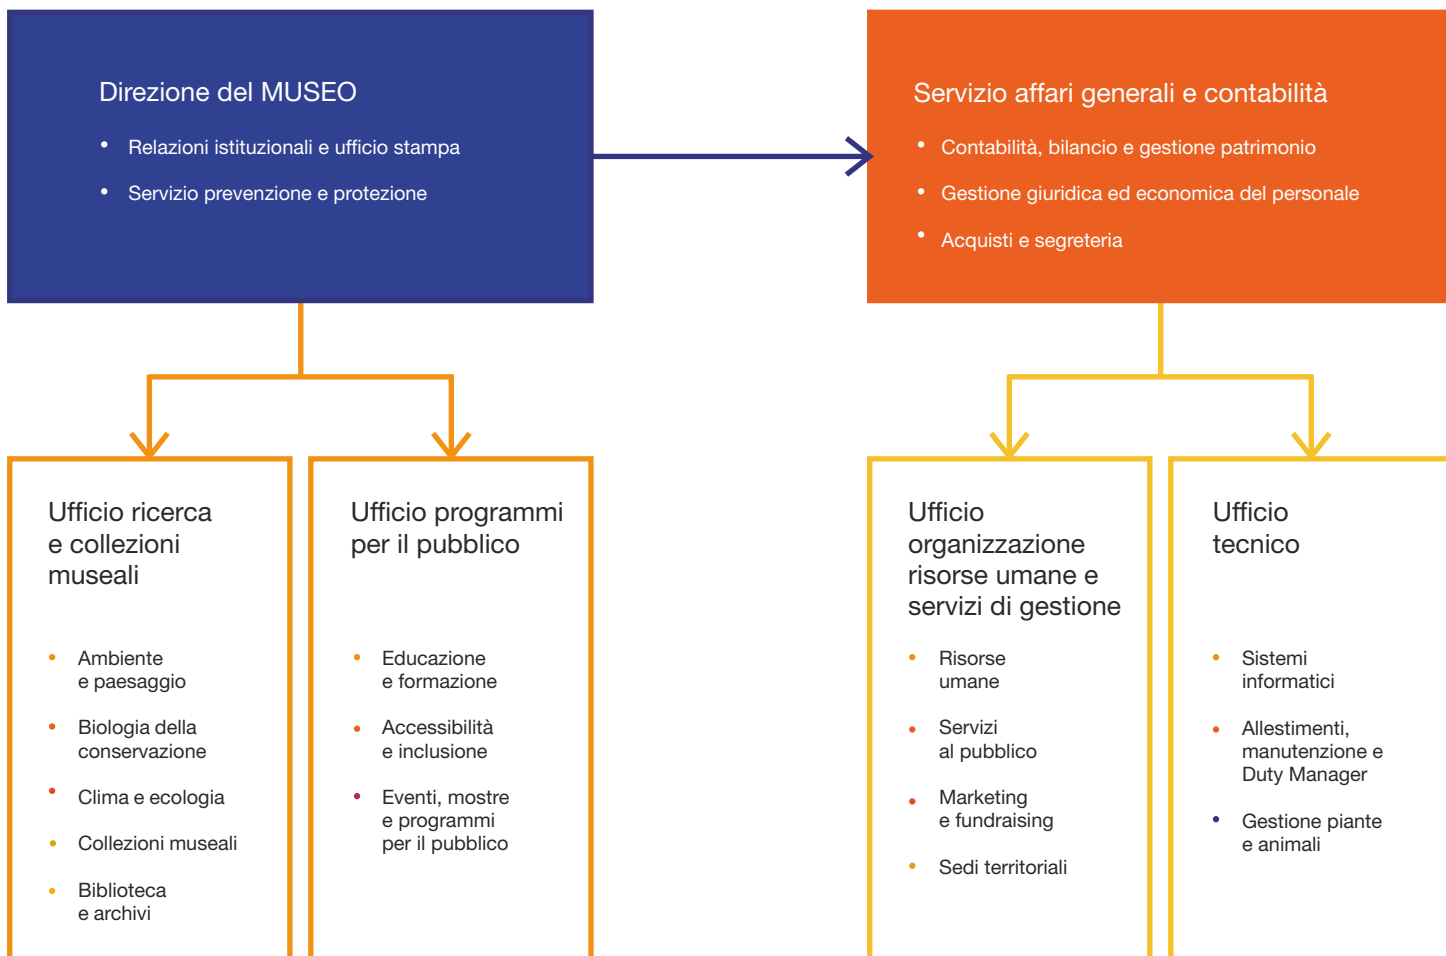 Direzione del MUSEO
• Relazioni istituzionali e ufficio stampa
• Servizio prevenzione e protezione
Servizio affari generali e contabilità
• Contabilità, bilancio e gestione patrimonio
• Gestione giuridica ed economica del personale
• Acquisti e segreteria
Ufficio ricerca
e collezioni
museali
• Ambiente
e paesaggio
• Biologia della
conservazione
• Clima e ecologia
• Collezioni museali
• Biblioteca
e archivi
Ufficio programmi
per il pubblico
• Educazione
e formazione
• Accessibilità
e inclusione
• Eventi, mostre
e programmi
per il pubblico
Ufficio
organizzazione
risorse umane e
servizi di gestione
• Risorse
umane
• Servizi
al pubblico
• Marketing
e fundraising
• Sedi territoriali
Ufficio
tecnico
• Sistemi
informatici
• Allestimenti,
manutenzione e
Duty Manager
• Gestione piante
e animali